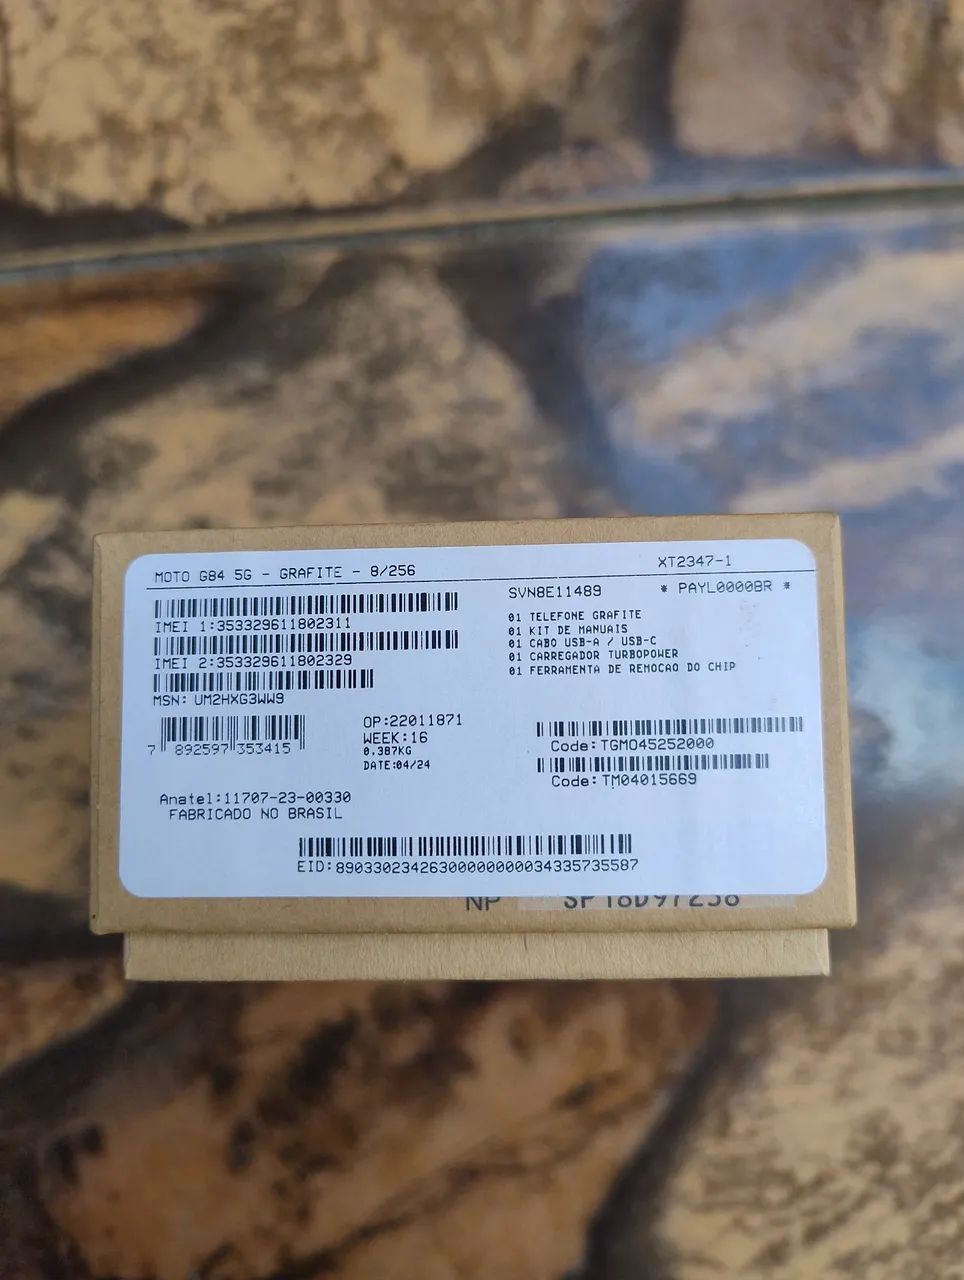 MOTO G84 5G - GRAFITE - 8/256
XT2347-1
IMEI 1:353329611802311
IMEI 2:353329611802329
MSN: UM2HXG3WW9
SVN8E11489
* PAYL0000BR *
01 TELEFONE GRAFITE
01 KIT DE MANUAIS
01 CABO USB-A / USB-C
01 CARREGADOR TURBOPOWER
01 FERRAMENTA DE REMOCAO DO CHIP
7 892597 353415
OP:22011871
WEEK:16
0.387KG
DATE:04/24
Code:TGMO45252000
Code:TM04015669
Anatel:11707-23-00330
FABRICADO NO BRASIL
EID:89033023426300000000034335735587
NP